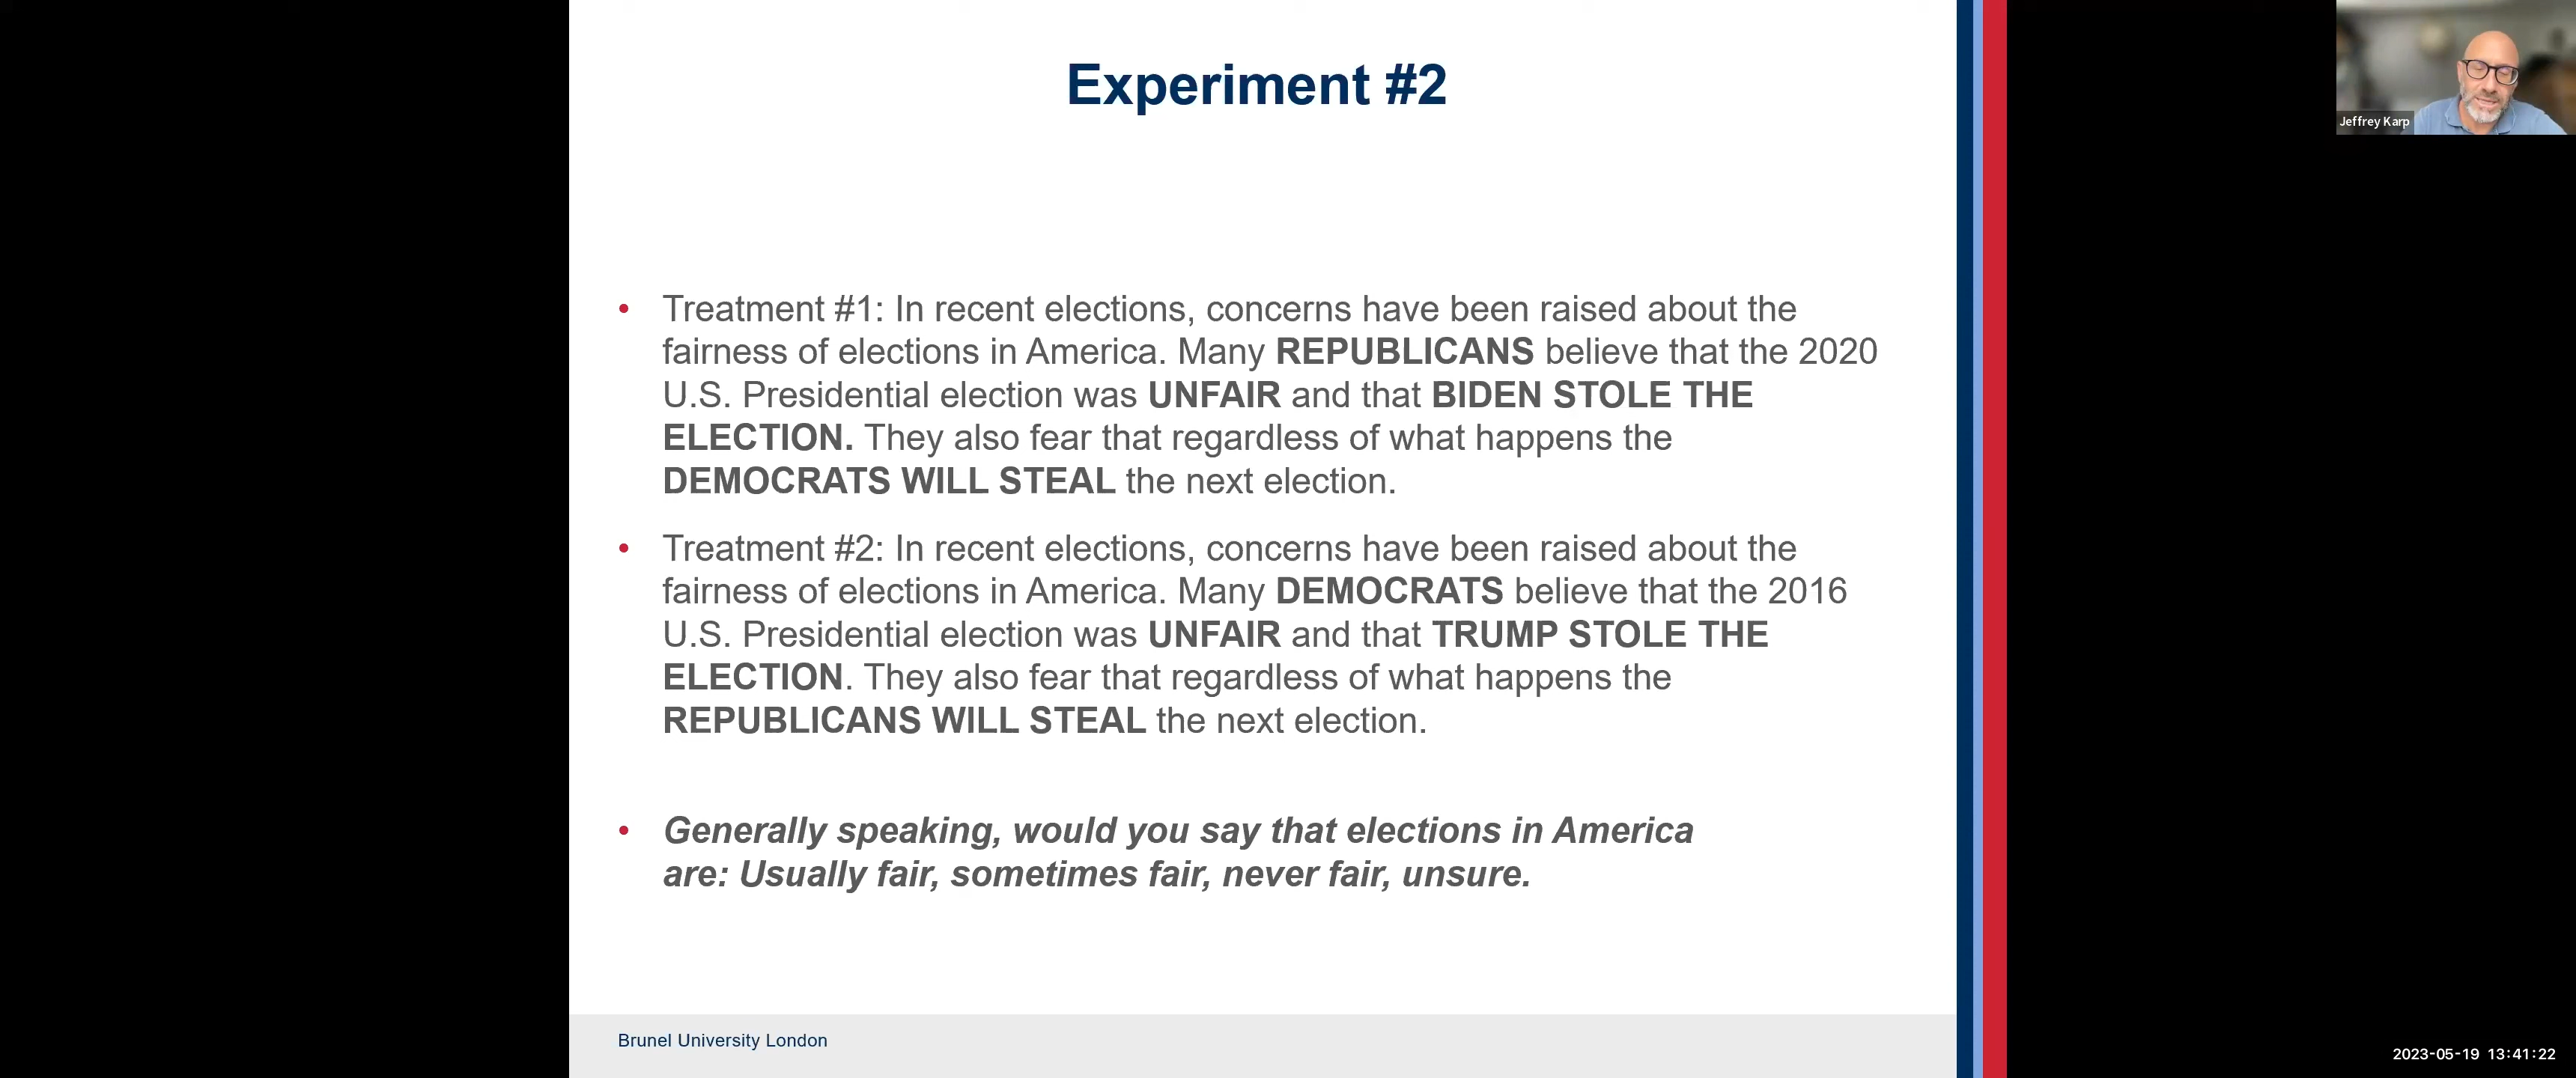 Experiment #2
Jeffrey Karp
• Treatment #1: In recent elections, concerns have been raised about the
fairness of elections in America. Many REPUBLICANS believe that the 2020
U.S. Presidential election was UNFAIR and that BIDEN STOLE THE
ELECTION. They also fear that regardless of what happens the
DEMOCRATS WILL STEAL the next election.
• Treatment #2: In recent elections, concerns have been raised about the
fairness of elections in America. Many DEMOCRATS believe that the 2016
U.S. Presidential election was UNFAIR and that TRUMP STOLE THE
ELECTION. They also fear that regardless of what happens the
REPUBLICANS WILL STEAL the next election.
• Generally speaking, would you say that elections in America
are: Usually fair, sometimes fair, never fair, unsure.
Brunel University London
2023-05-19 13:41:22